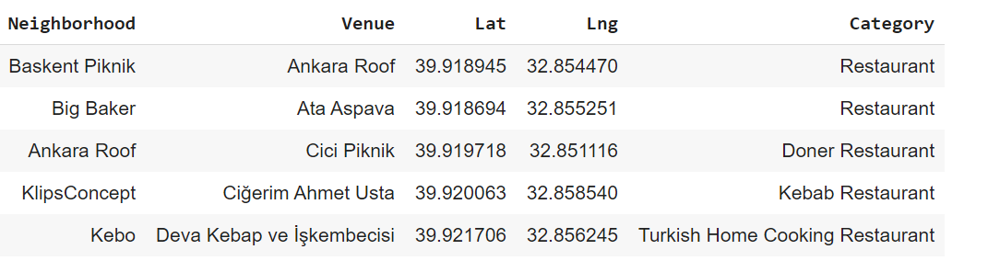 Neighborhood Venue Lat Lng Category
Baskent Piknik Ankara Roof 39.918945 32.854470 Restaurant
Big Baker Ata Aspava 39.918694 32.855251 Restaurant
Ankara Roof Cici Piknik 39.919718 32.851116 Doner Restaurant
KlipsConcept Ciğerim Ahmet Usta 39.920063 32.858540 Kebab Restaurant
Kebo Deva Kebap ve İşkembecisi 39.921706 32.856245 Turkish Home Cooking Restaurant